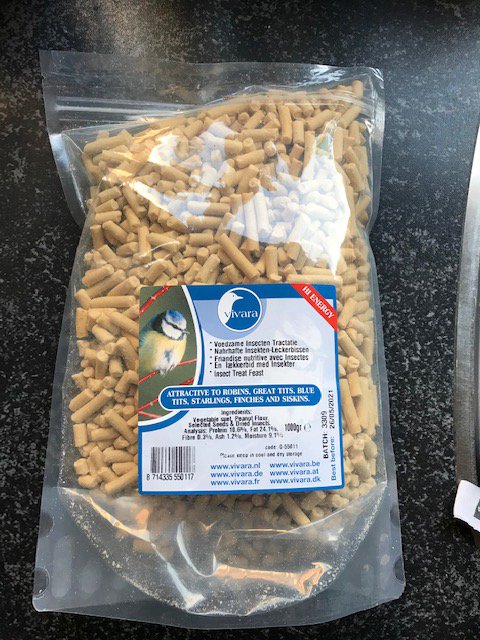 vivara
HI ENERGY
* Voedzame Insecten Tractatie
* Nahrhafte Insekten-Leckerbissen
* Friandise nutritive avec Insectes
* En lækkerbid med Insekter
* Insect Treat Feast
ATTRACTIVE TO ROBINS, GREAT TITS, BLUE
TITS, STARLINGS, FINCHES AND SISKINS.
Ingredients:
Vegetable suet, Peanut Flour,
Selected Seeds & Dried Insects.
Analysis: Protein 10.6%, Fat 24.1%,
Fibre 0.3%, Ash 1.2%, Moisture 9.1%
1000gr
code:
Please keep in cool and dry storage
www.vivara.nl www.vivara.be
www.vivara.de www.vivara.at
www.vivara.fr www.vivara.dk
8 714335 550117
BATCH 3309
Best before: 26/05/2021